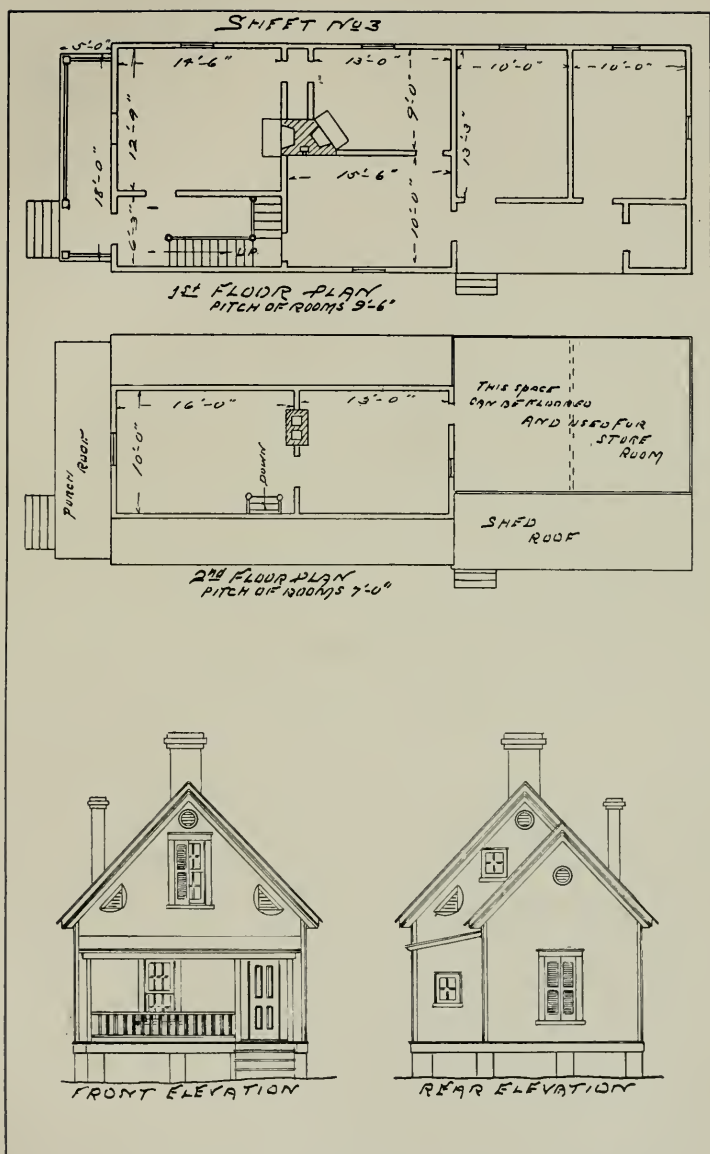 SHEET No 3
5'-0"
14'-6"
13'-0"
10'-0"
10'-0"
12'-9"
9'-0"
13'-3"
18'-0"
15'-6"
6'-3"
10'-0"
UP.
1st FLOOR PLAN
PITCH OF ROOMS 9'-6"
16'-0"
13'-0"
10'-0"
DOWN
PORCH ROOF
THIS SPACE
CAN BE FLOORED
AND USED FOR
STORE
ROOM
SHED
ROOF
2nd FLOOR PLAN
PITCH OF ROOMS 7'-0"
FRONT ELEVATION
REAR ELEVATION